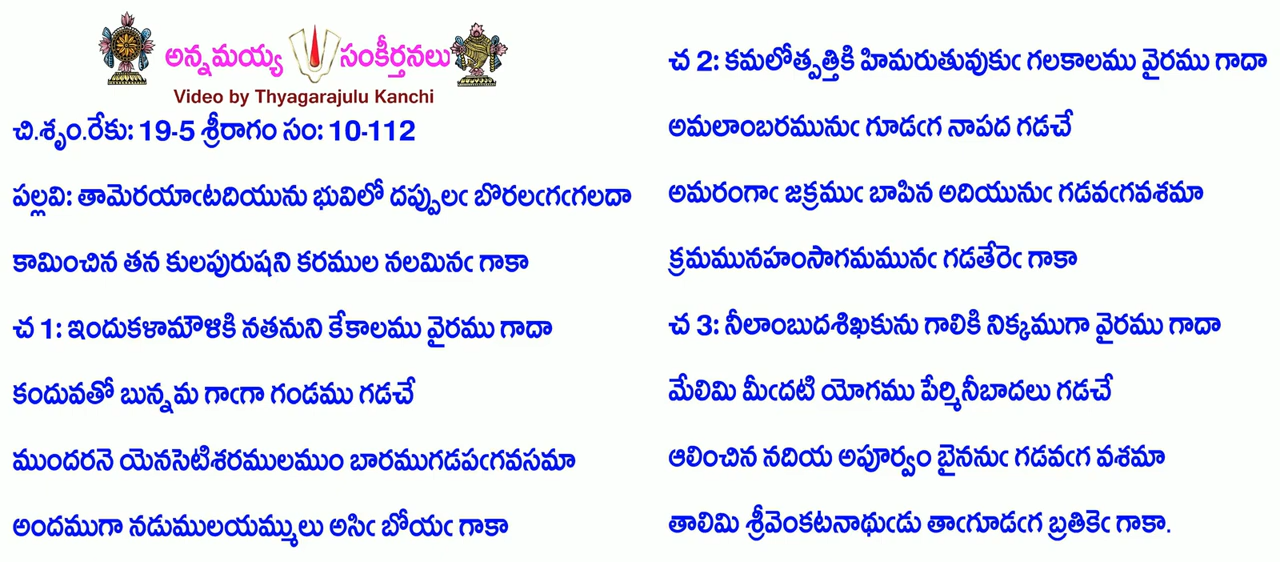 అన్నమయ్య సంకీర్తనలు
Video by Thyagarajulu Kanchi
చి.శృం.రేకు: 19-5 శ్రీరాగం సం: 10-112
పల్లవి: తామెరయాఁటదియును భువిలో దప్పులఁ బొరలఁగఁగలదా
కామించిన తన కులపురుషని కరముల నలమినఁ గాకా
చ 1: ఇందుకళామౌళికి నతనుని కేకాలము వైరము గాదా
కందువతో బున్నమ గాఁగా గండము గడచే
ముందరనె యెనసెటిశరములముం బారముగడపఁగవసమా
అందముగా నడుములయమ్ములు అసిఁ బోయఁ గాకా
చ 2: కమలోత్పత్తికి హిమరుతువుకుఁ గలకాలము వైరము గాదా
అమలాంబరమునుఁ గూడఁగ నాపద గడచే
అమరంగాఁ జక్రముఁ బాపిన అదియునుఁ గడవఁగవశమా
క్రమమునహంసాగమమునఁ గడతేరెఁ గాకా
చ 3: నీలాంబుదశిఖకును గాలికి నిక్కముగా వైరము గాదా
మేలిమి మీఁదటి యోగము పేర్మినీబాదలు గడచే
ఆలించిన నదియ అపూర్వం బైననుఁ గడవఁగ వశమా
తాలిమి శ్రీవెంకటనాథుఁడు తాఁగూడఁగ బ్రతికెఁ గాకా.